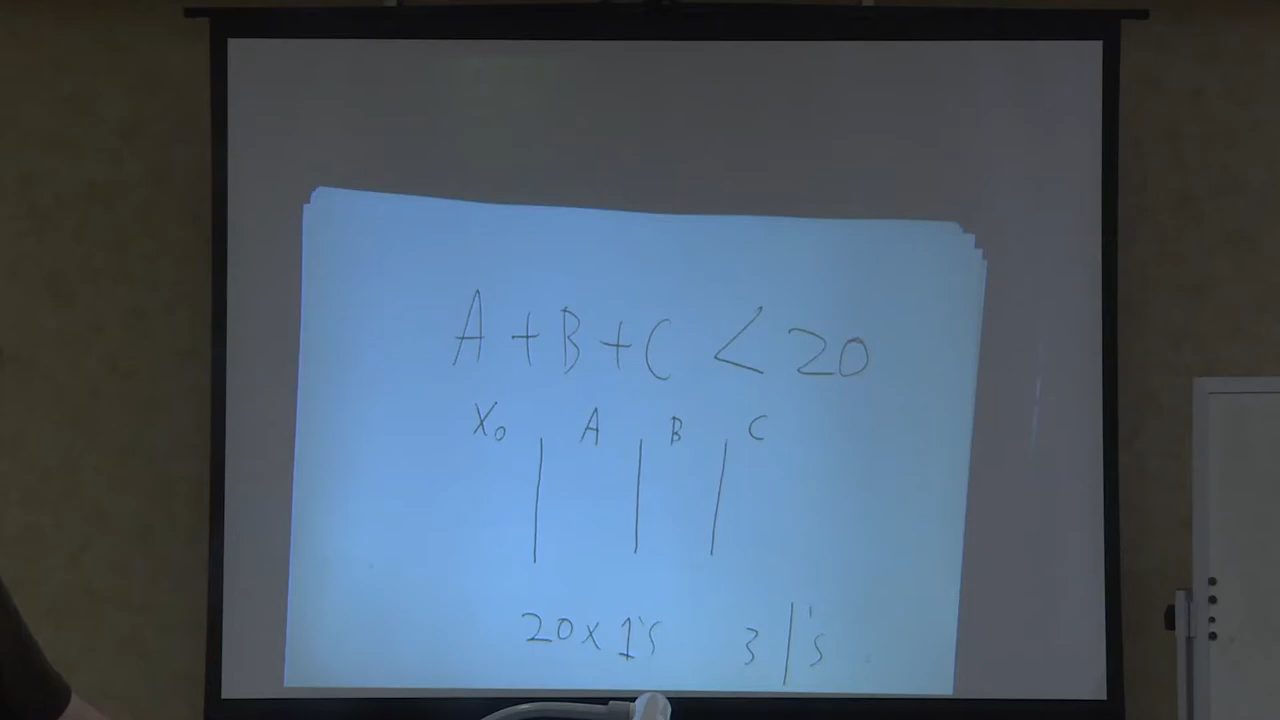 A + B + C < 20
X₀ | A | B | C
20 x 1's 3 |'s